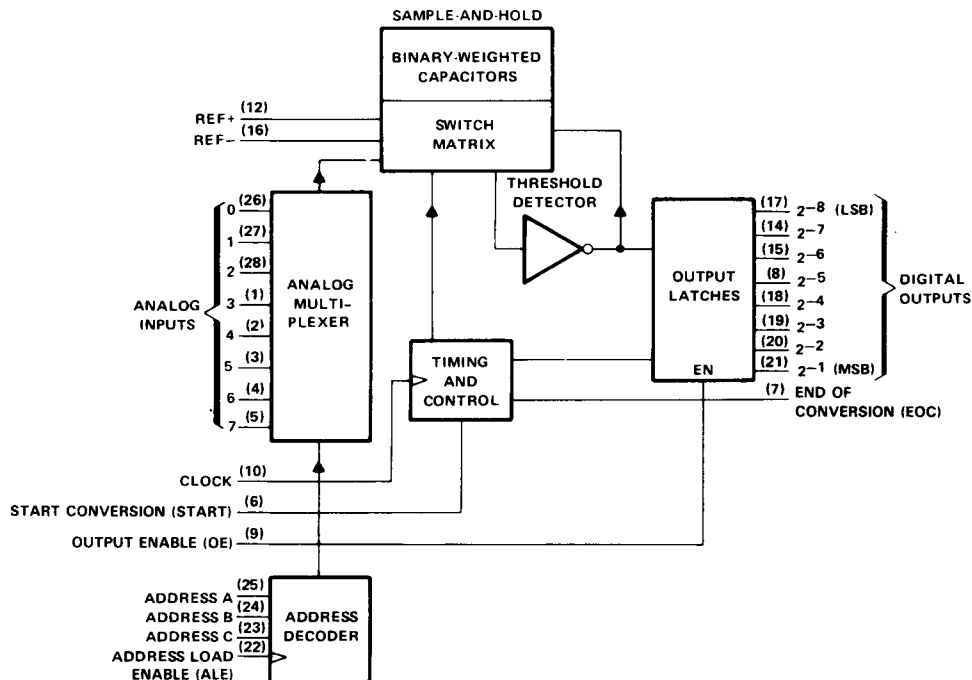 SAMPLE-AND-HOLD
BINARY-WEIGHTED
CAPACITORS
SWITCH
MATRIX
REF+ (12)
REF− (16)
THRESHOLD
DETECTOR
ANALOG
INPUTS
0 (26)
1 (27)
2 (28)
3 (1)
4 (2)
5 (3)
6 (4)
7 (5)
ANALOG
MULTI-
PLEXER
TIMING
AND
CONTROL
OUTPUT
LATCHES
EN
(17) 2−8 (LSB)
(14) 2−7
(15) 2−6
(8) 2−5
(18) 2−4
(19) 2−3
(20) 2−2
(21) 2−1 (MSB)
DIGITAL
OUTPUTS
(7) END OF
CONVERSION (EOC)
CLOCK (10)
START CONVERSION (START) (6)
OUTPUT ENABLE (OE) (9)
ADDRESS A (25)
ADDRESS B (24)
ADDRESS C (23)
ADDRESS LOAD (22)
ENABLE (ALE)
ADDRESS
DECODER